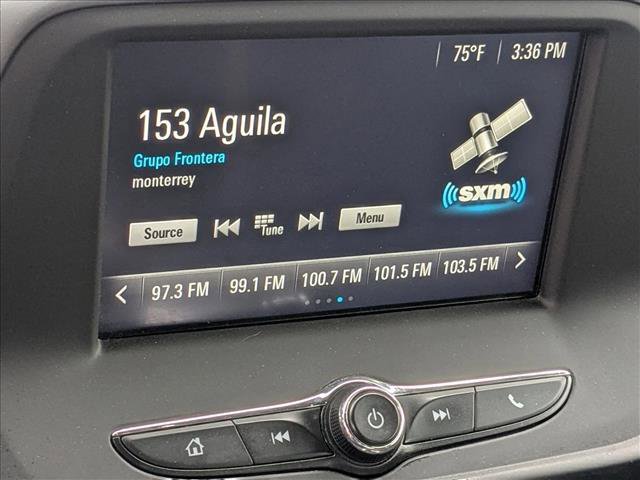 75°F 3:36 PM
153 Aguila
Grupo Frontera
monterrey
sxm
Source Tune Menu
97.3 FM 99.1 FM 100.7 FM 101.5 FM 103.5 FM